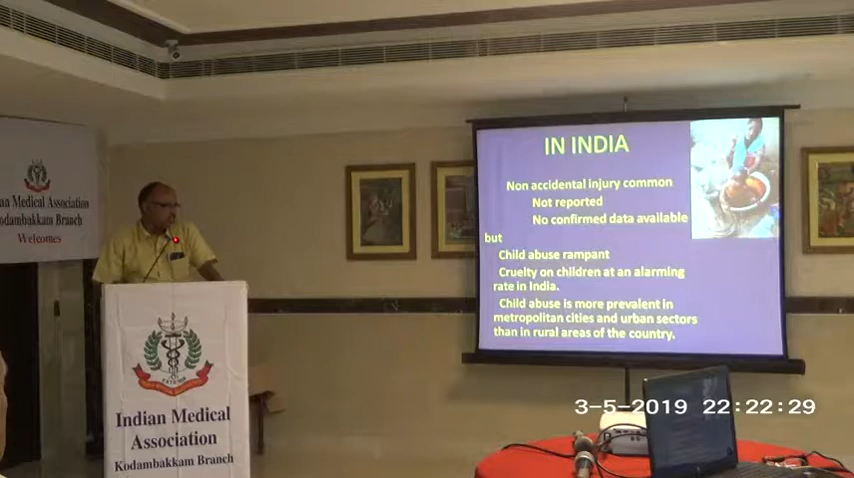 Medical Association
Kodambakkam Branch
Welcomes
Indian Medical
Association
Kodambakkam Branch
IN INDIA
Non accidental injury common
Not reported
No confirmed data available
but
Child abuse rampant
Cruelty on children at an alarming
rate in India.
Child abuse is more prevalent in
metropolitan cities and urban sectors
than in rural areas of the country.
3-5-2019 22:22:29